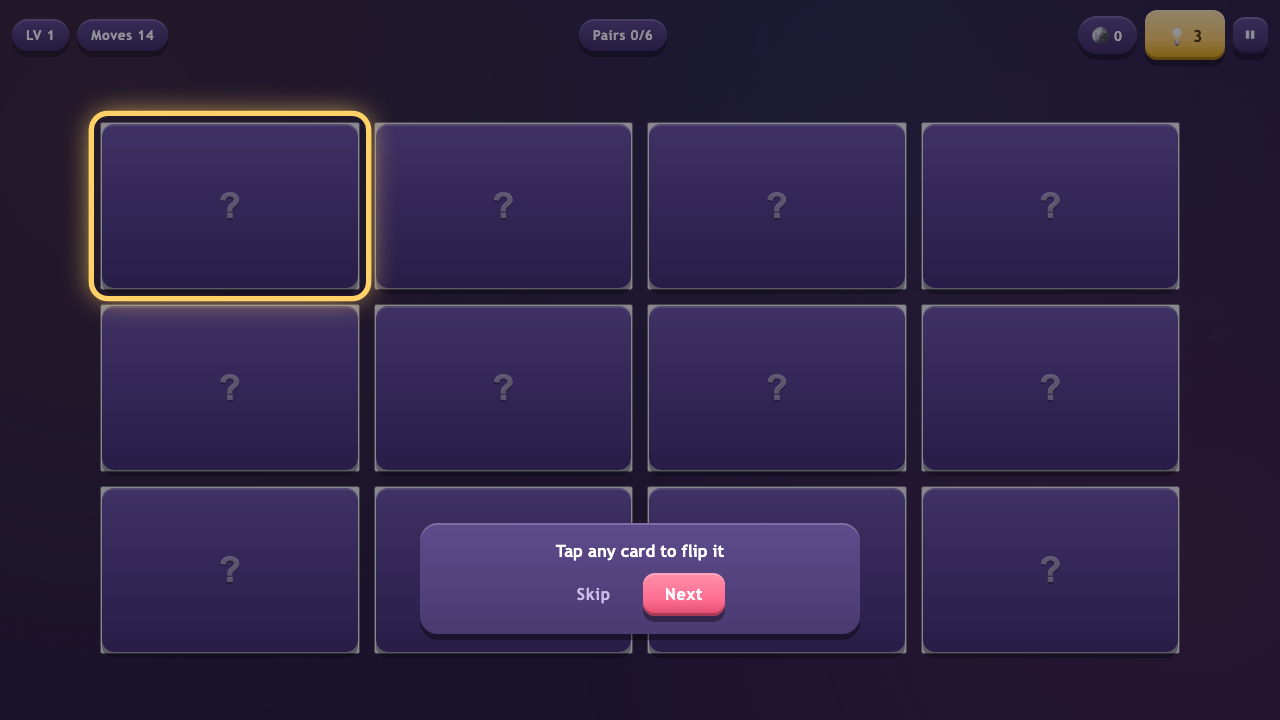 LV 1
Moves 14
Pairs 0/6
0
3
? ? ? ?
? ? ? ?
? ?
Tap any card to flip it
Skip Next